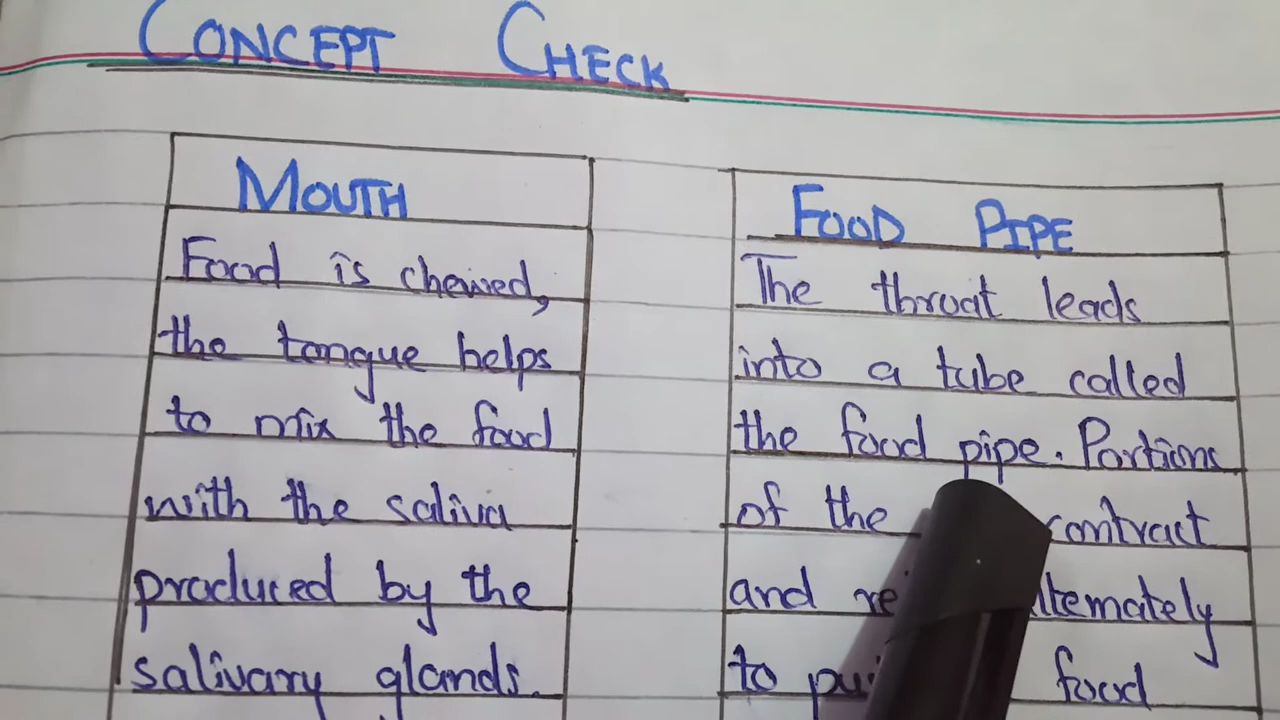 CONCEPT CHECK
MOUTH
Food is chewed,
the tongue helps
to mix the food
with the saliva
produced by the
salivary glands.
FOOD PIPE
The throat leads
into a tube called
the food pipe. Portions
of the contract
and alternately
to food